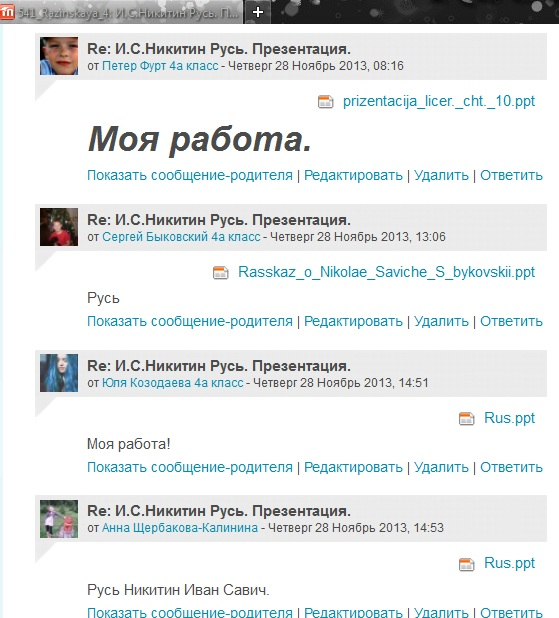 541_Razinskaya_4: И.С.Никитин Русь. П...
Re: И.С.Никитин Русь. Презентация.
от Петер Фурт 4а класс - Четверг 28 Ноябрь 2013, 08:16
prizentacija_licer._cht._10.ppt
Моя работа.
Показать сообщение-родителя | Редактировать | Удалить | Ответить
Re: И.С.Никитин Русь. Презентация.
от Сергей Быковский 4а класс - Четверг 28 Ноябрь 2013, 13:06
Rasskaz_o_Nikolae_Saviche_S_bykovskii.ppt
Русь
Показать сообщение-родителя | Редактировать | Удалить | Ответить
Re: И.С.Никитин Русь. Презентация.
от Юля Козодаева 4а класс - Четверг 28 Ноябрь 2013, 14:51
Rus.ppt
Моя работа!
Показать сообщение-родителя | Редактировать | Удалить | Ответить
Re: И.С.Никитин Русь. Презентация.
от Анна Щербакова-Калинина - Четверг 28 Ноябрь 2013, 14:53
Rus.ppt
Русь Никитин Иван Савич.
Показать сообщение-родителя | Редактировать | Удалить | Ответить